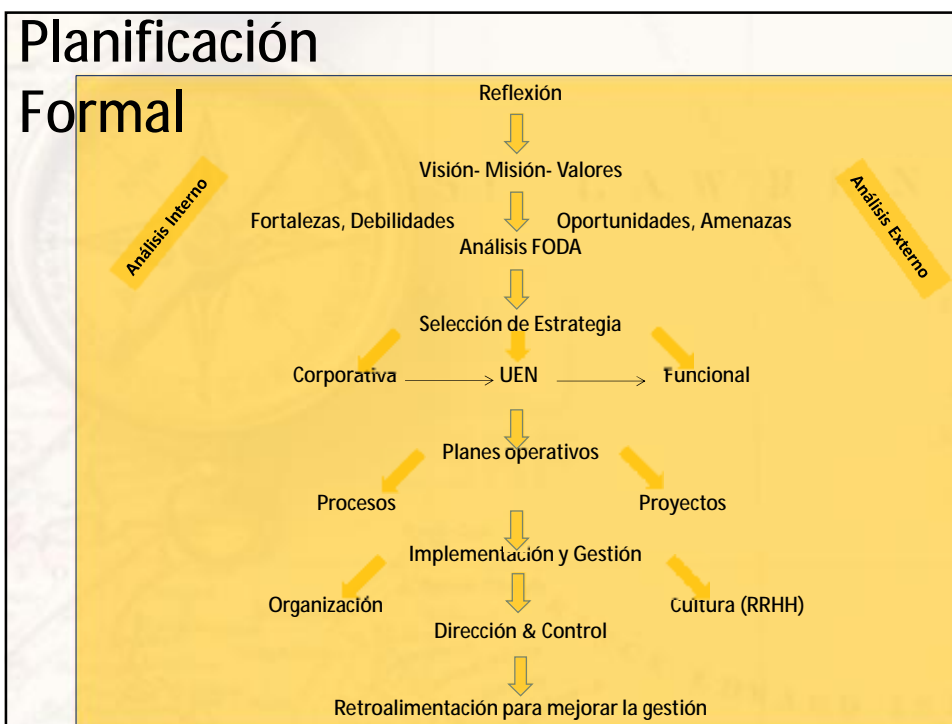 Planificación
Formal
Reflexión
Visión- Misión- Valores
Análisis Interno
Fortalezas, Debilidades
Oportunidades, Amenazas
Análisis Externo
Análisis FODA
Selección de Estrategia
Corporativa
UEN
Funcional
Planes operativos
Procesos
Proyectos
Implementación y Gestión
Organización
Cultura (RRHH)
Dirección & Control
Retroalimentación para mejorar la gestión